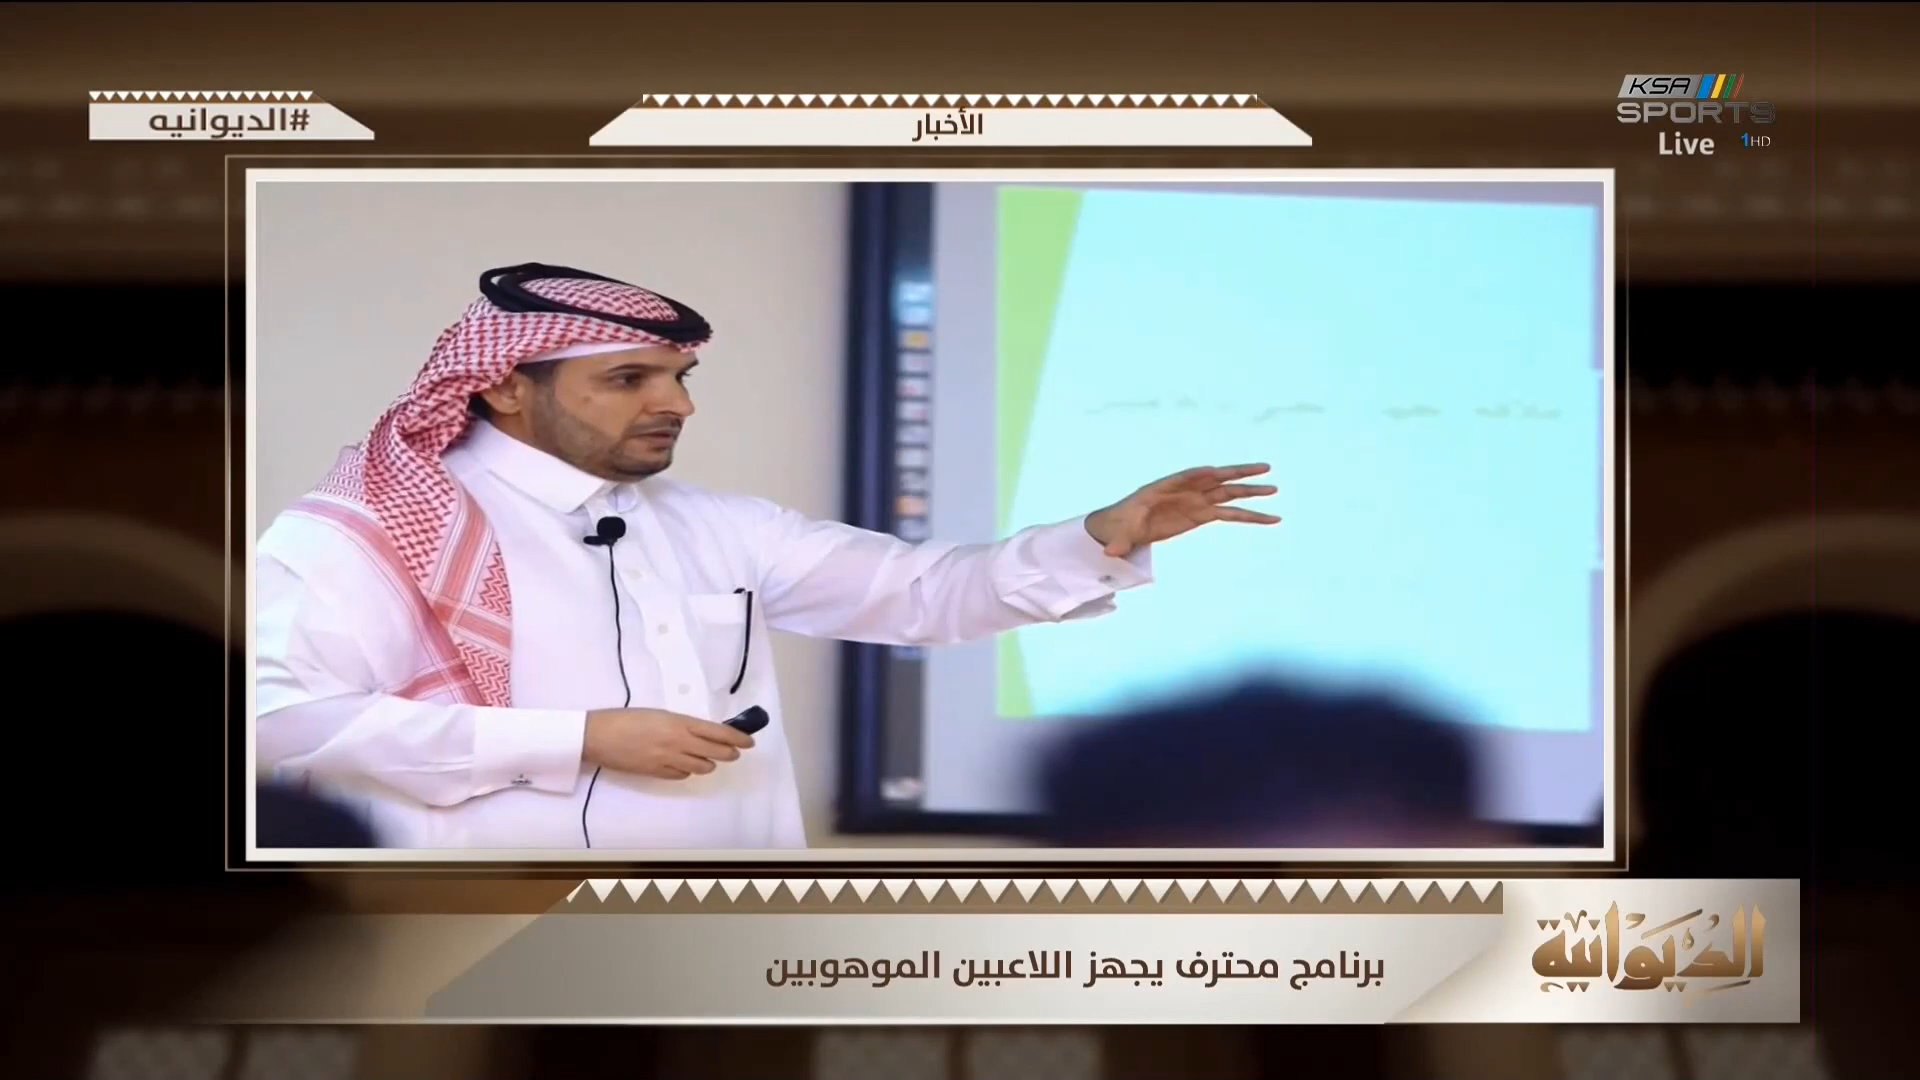 #الديوانيه
الأخبار
KSA
SPORTS
Live 1HD
برنامج محترف يجهز اللاعبين الموهوبين
الديوانية